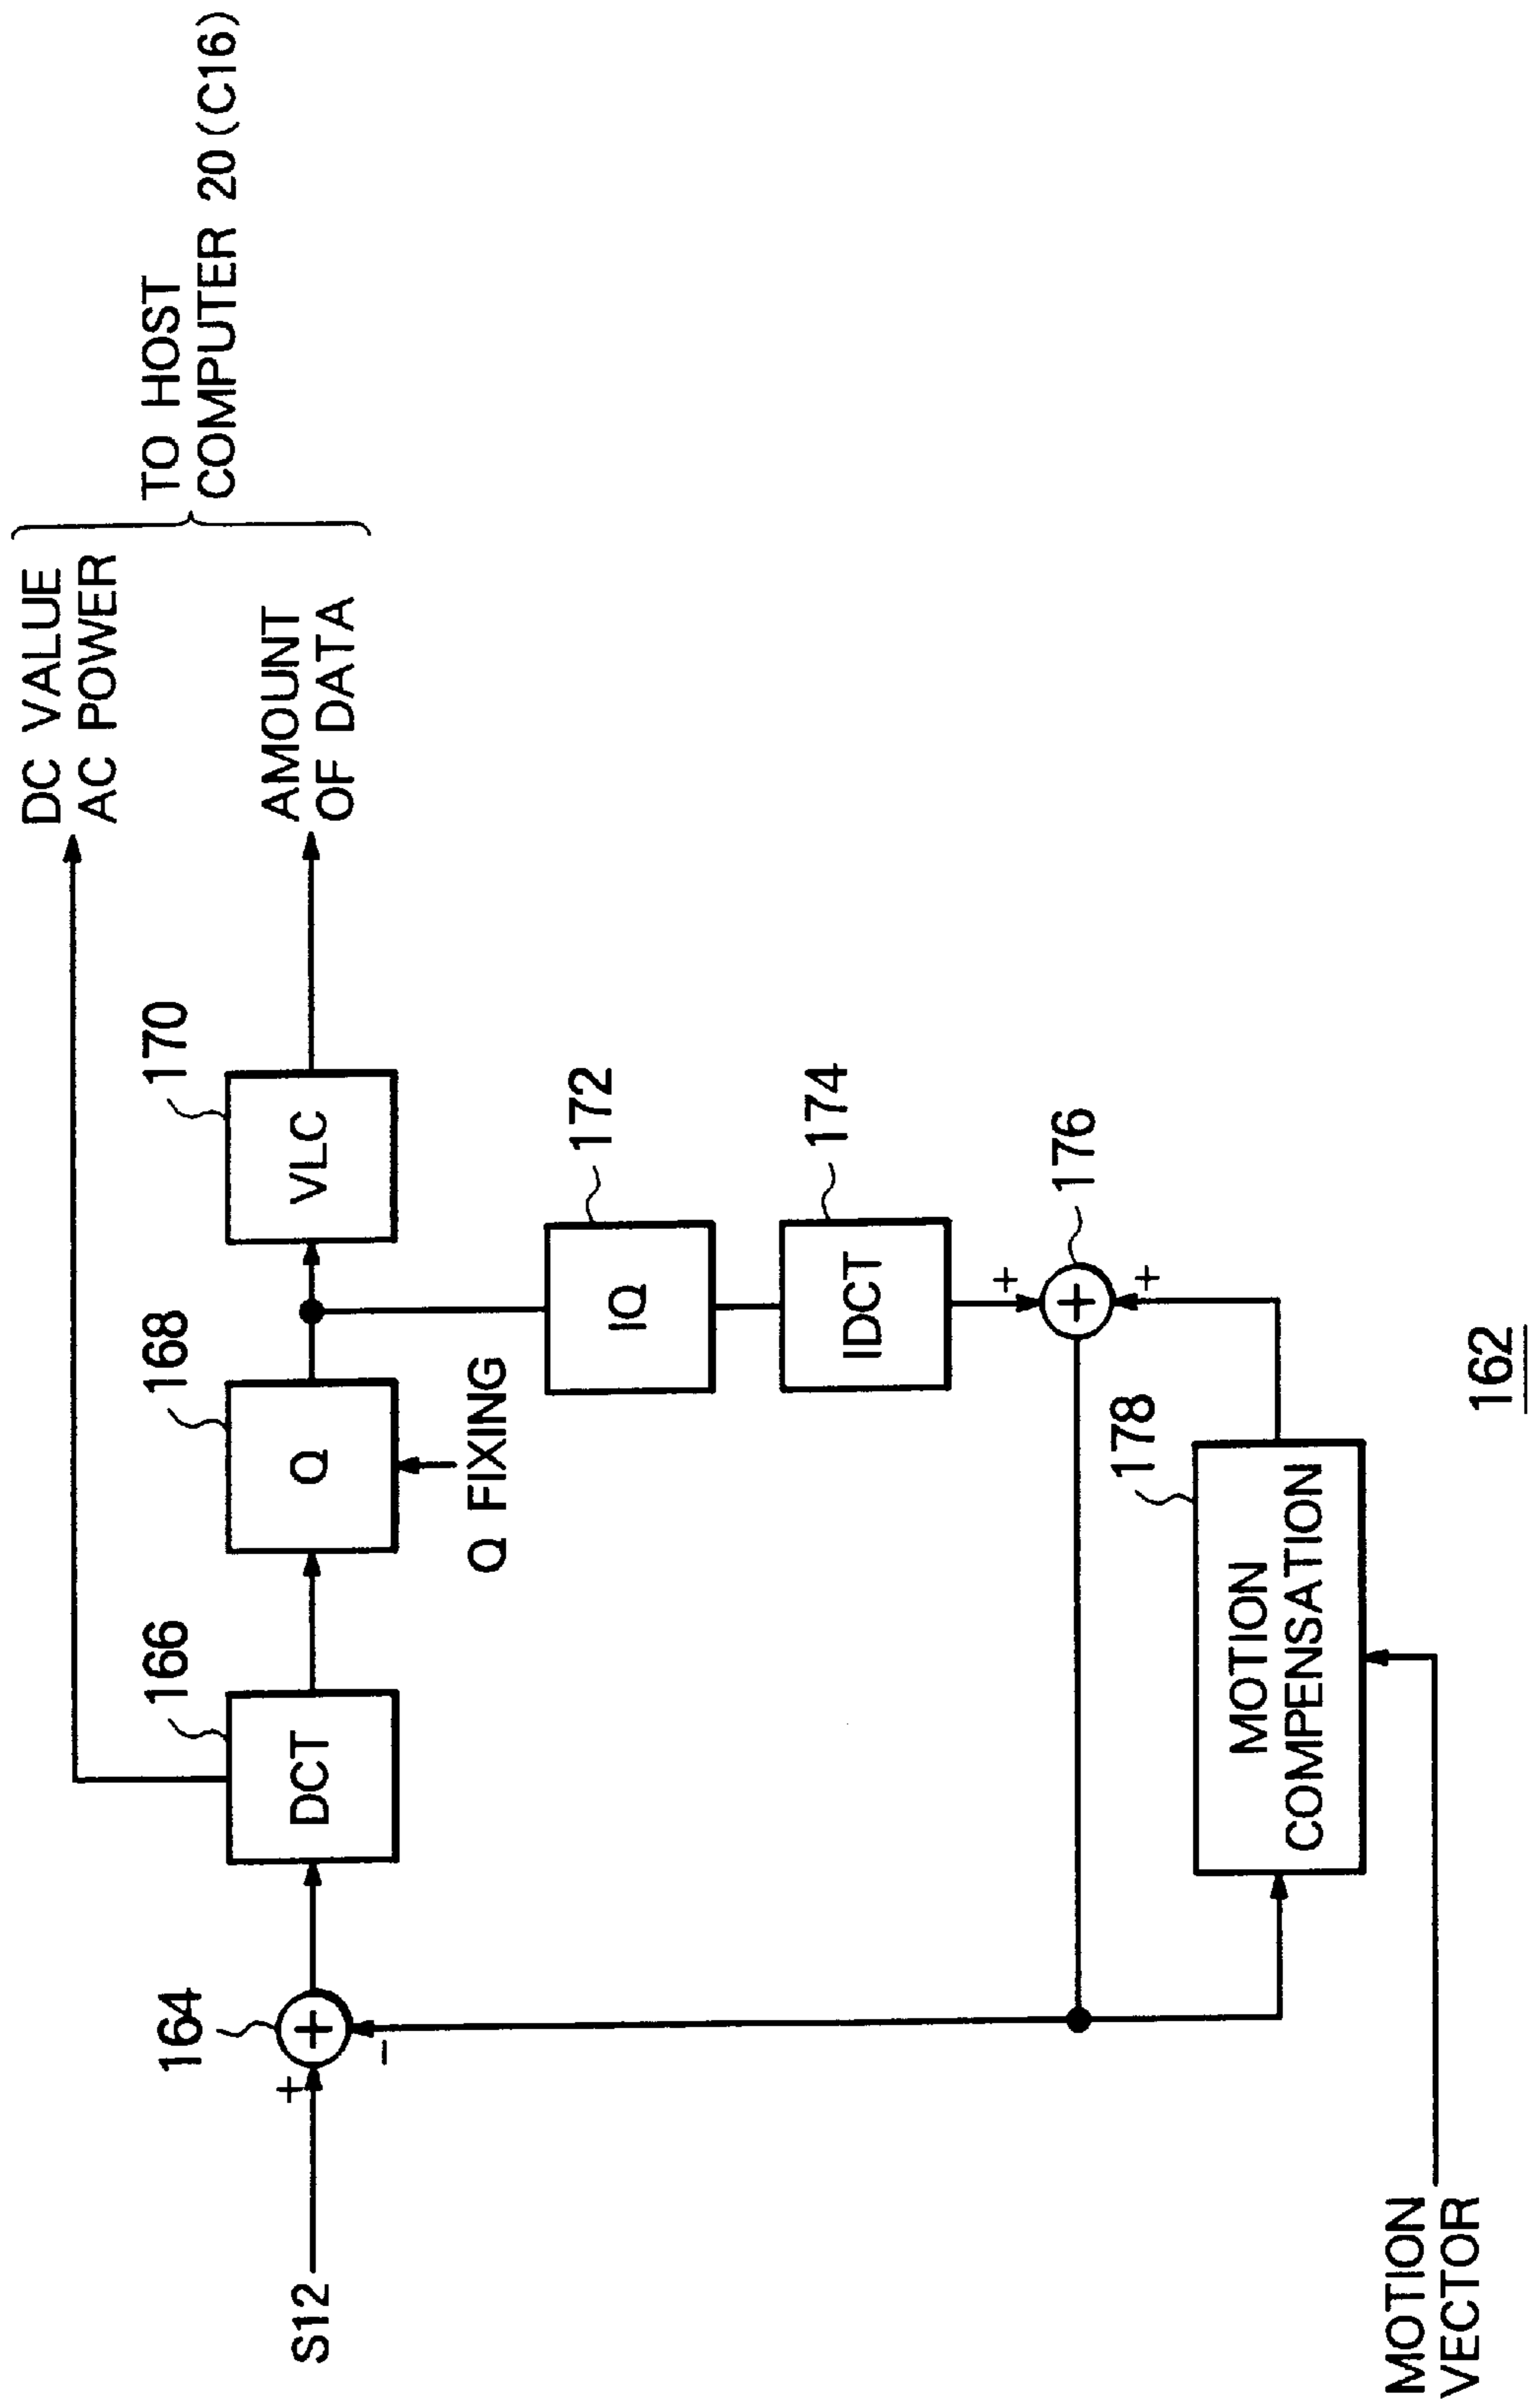 DC VALUE
AC POWER
TO HOST
COMPUTER 20(C16)
AMOUNT
OF DATA
164
166
168
170
S12
+
+
−
DCT
Q
VLC
Q FIXING
172
IQ
174
IDCT
176
+
+
+
178
MOTION
COMPENSATION
MOTION
VECTOR
162